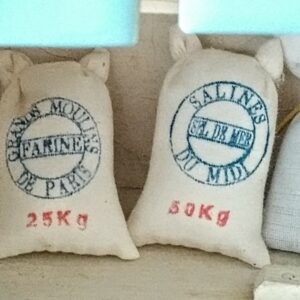 GRANDS MOULINS
FARINE
DE PARIS
25Kg
SALINES
SEL DE MER
DU MIDI
50Kg